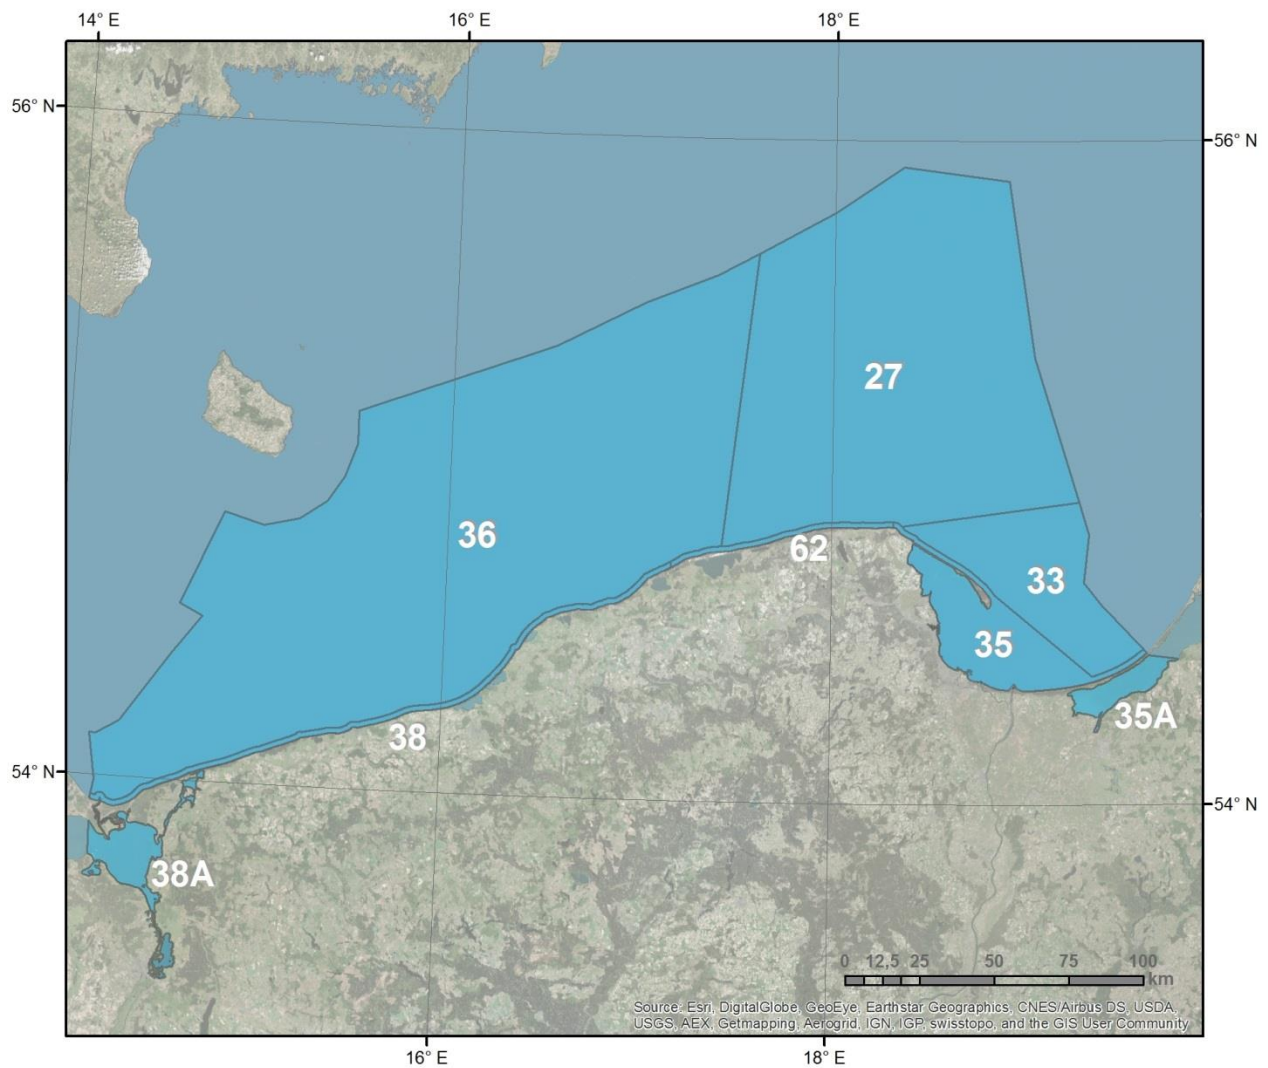 14° E 16° E 18° E
56° N
56° N
27
36
62
33
35
35A
38
54° N
54° N
38A
0 12,5 25 50 75 100
km
Source: Esri, DigitalGlobe, GeoEye, Earthstar Geographics, CNES/Airbus DS, USDA,
USGS, AEX, Getmapping, Aerogrid, IGN, IGP, swisstopo, and the GIS User Community
16° E 18° E